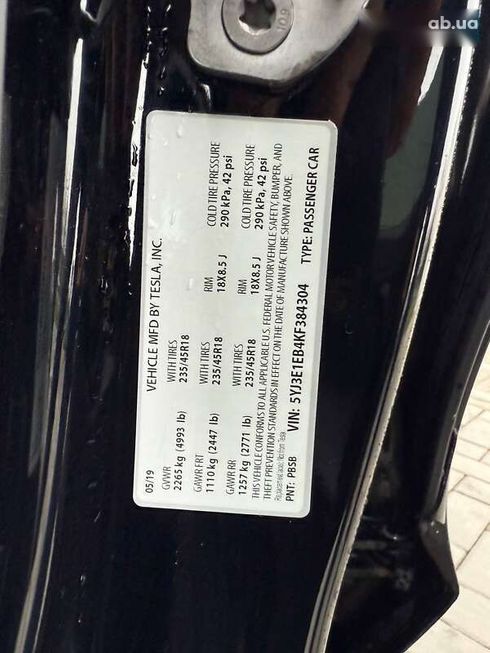 ab.ua
109
VEHICLE MFD BY TESLA, INC.
05/19
GVWR WITH TIRES RIM COLD TIRE PRESSURE
2265 kg (4993 lb) 235/45R18 18X8.5 J 290 kPa, 42 psi
GAWR FRT WITH TIRES
1110 kg (2447 lb) 235/45R18
GAWR RR WITH TIRES RIM COLD TIRE PRESSURE
1257 kg (2771 lb) 235/45R18 18X8.5 J 290 kPa, 42 psi
THIS VEHICLE CONFORMS TO ALL APPLICABLE U.S. FEDERAL MOTOR VEHICLE SAFETY, BUMPER, AND
THEFT PREVENTION STANDARDS IN EFFECT ON THE DATE OF MANUFACTURE SHOWN ABOVE.
Replacement label, Tesla
VIN: 5YJ3E1EB4KF384304 TYPE: PASSENGER CAR
PNT: PBSB